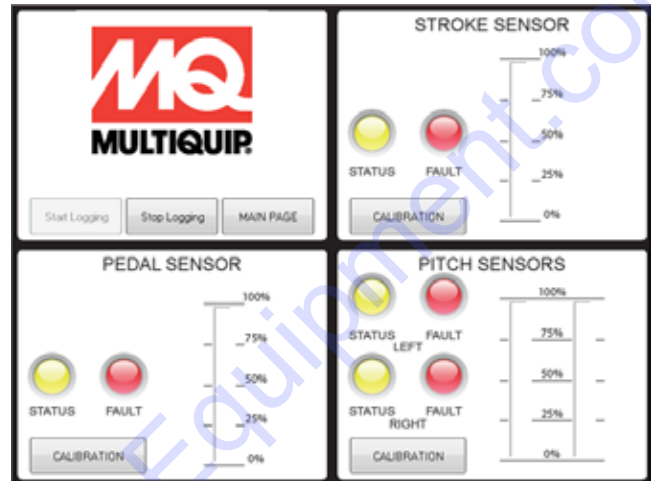 MQ
MULTIQUIP®
Start Logging
Stop Logging
MAIN PAGE
STROKE SENSOR
100%
75%
50%
25%
0%
STATUS
FAULT
CALIBRATION
PEDAL SENSOR
100%
75%
50%
25%
0%
STATUS
FAULT
CALIBRATION
PITCH SENSORS
100%
75%
50%
25%
0%
STATUS
FAULT
LEFT
STATUS
FAULT
RIGHT
CALIBRATION
Equipment.co